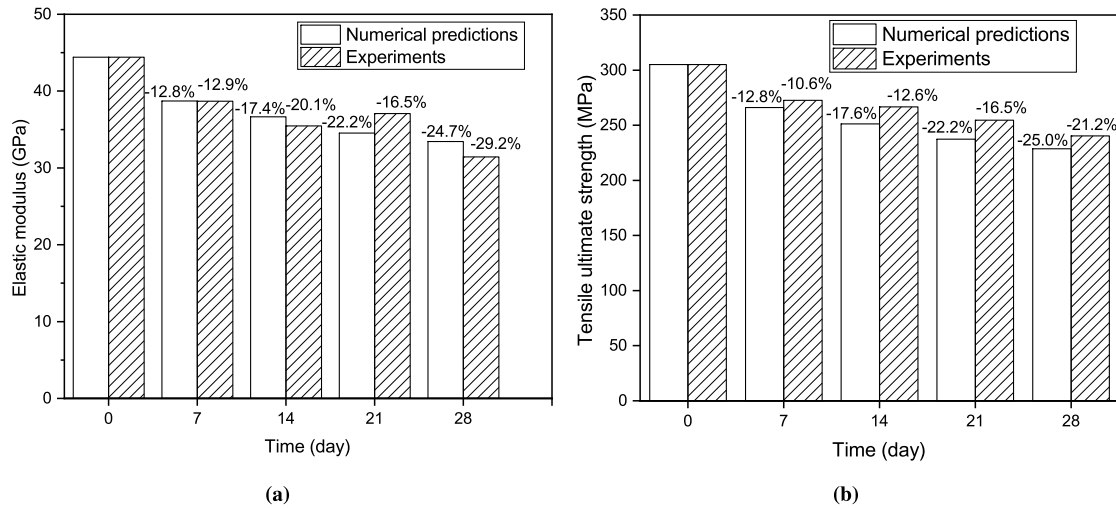 50
40
30
20
10
0
Elastic modulus (GPa)
Numerical predictions
Experiments
-12.8%
-12.9%
-17.4%
-20.1%
-22.2%
-16.5%
-24.7%
-29.2%
0 7 14 21 28
Time (day)
(a)
350
300
250
200
150
100
50
0
Tensile ultimate strength (MPa)
Numerical predictions
Experiments
-12.8%
-10.6%
-17.6%
-12.6%
-22.2%
-16.5%
-25.0%
-21.2%
0 7 14 21 28
Time (day)
(b)